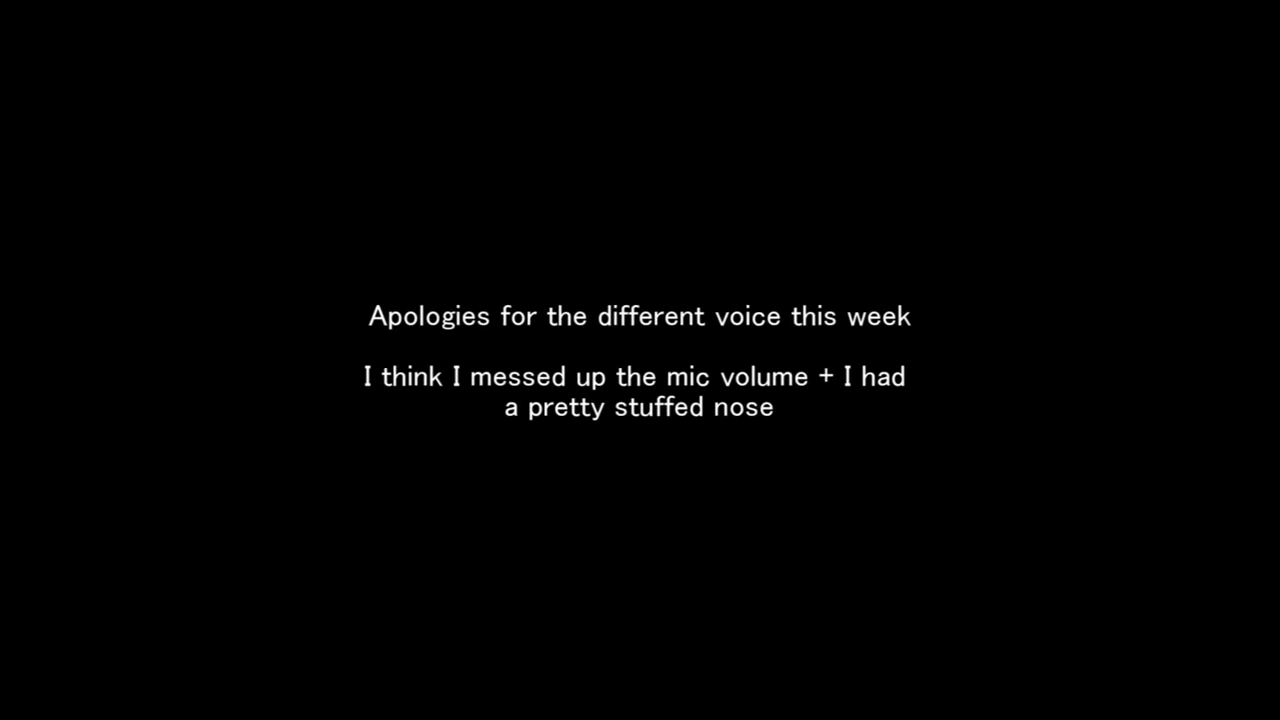 Apologies for the different voice this week
I think I messed up the mic volume + I had
a pretty stuffed nose